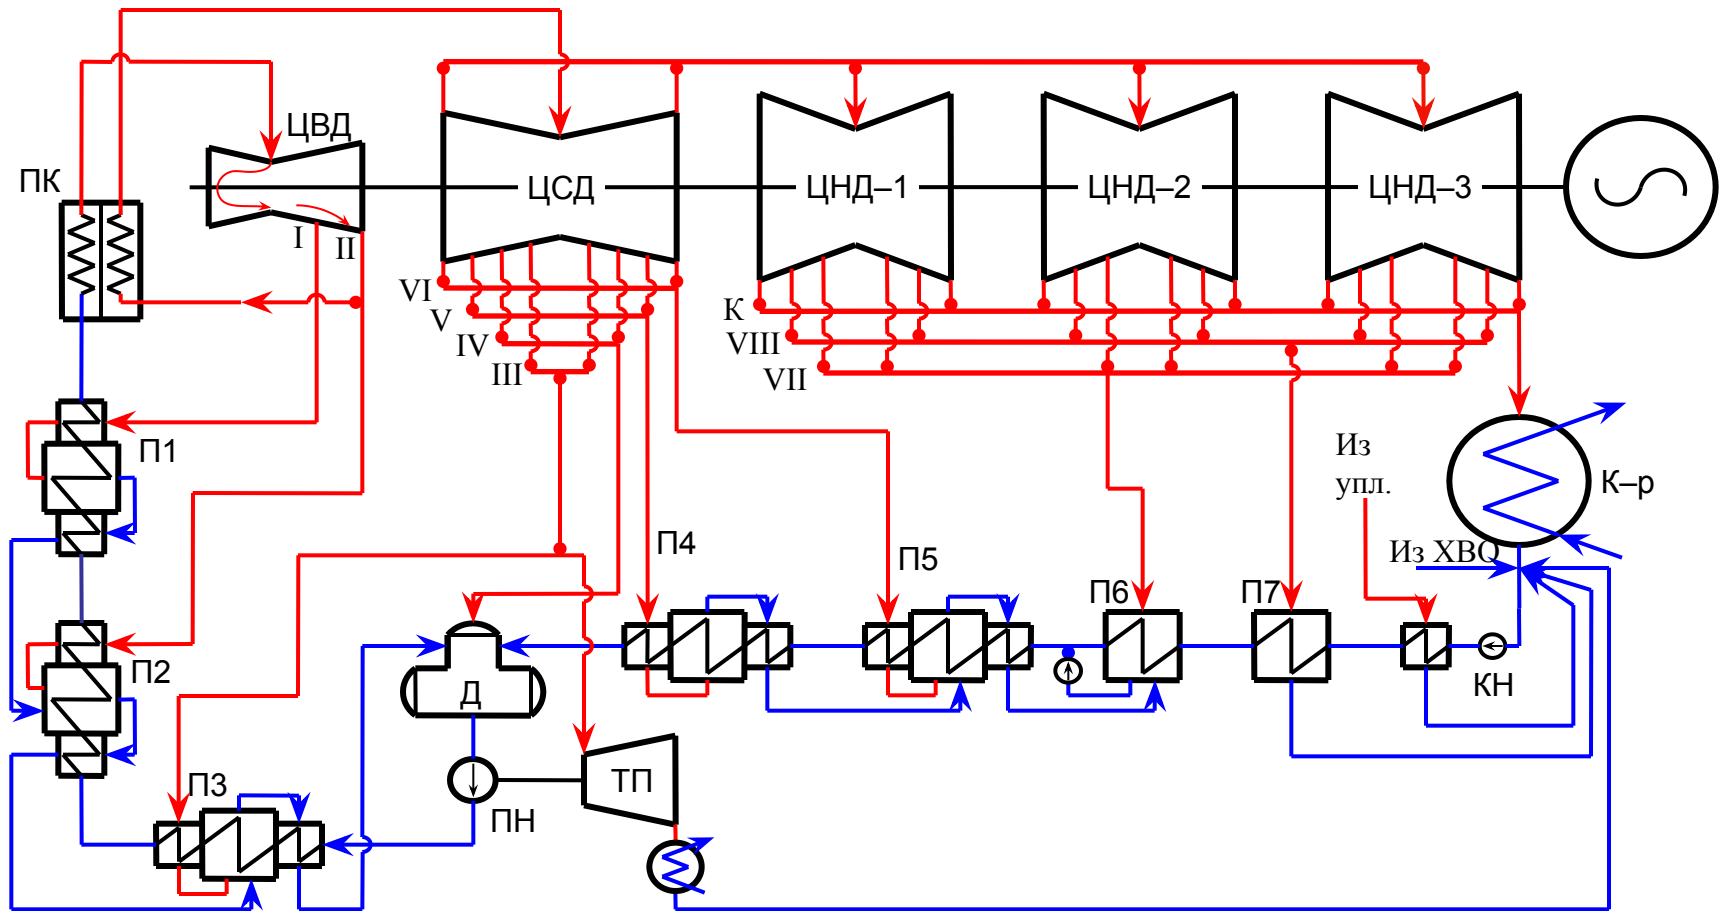 ЦВД
ПК
ЦСД
ЦНД–1
ЦНД–2
ЦНД–3
I
II
VI
V
IV
III
К
VIII
VII
П1
Из
упл.
К–р
П4
П5
Из ХВО
П6
П7
П2
Д
КН
П3
ПН
ТП